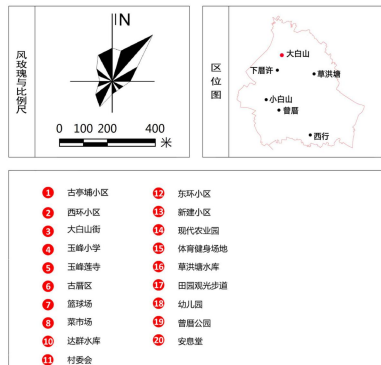 风玫瑰与比例尺
N
0 100 200 400
米
区位图
大白山
下厝许
草洪塘
小白山
曾厝
西行
1 古亭埔小区
2 西环小区
3 大白山街
4 玉峰小学
5 玉峰莲寺
6 古厝区
7 篮球场
8 菜市场
10 达群水库
11 村委会
12 东环小区
13 新建小区
14 现代农业园
15 体育健身场地
16 草洪塘水库
17 田园观光步道
18 幼儿园
19 曾厝公园
20 安息堂